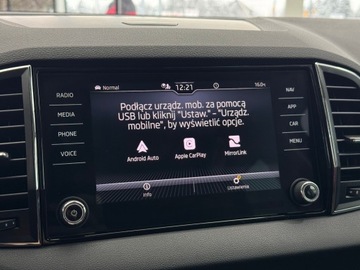 Normal
12:21
RADIO
MEDIA
PHONE
VOICE
NAV
APP
CAR
MENU
Podłącz urządz. mob. za pomocą
USB lub kliknij "Ustaw." - "Urządz.
mobilne", by wyświetlić opcje.
Android Auto
Apple CarPlay
MirrorLink
Info
Ustawienia